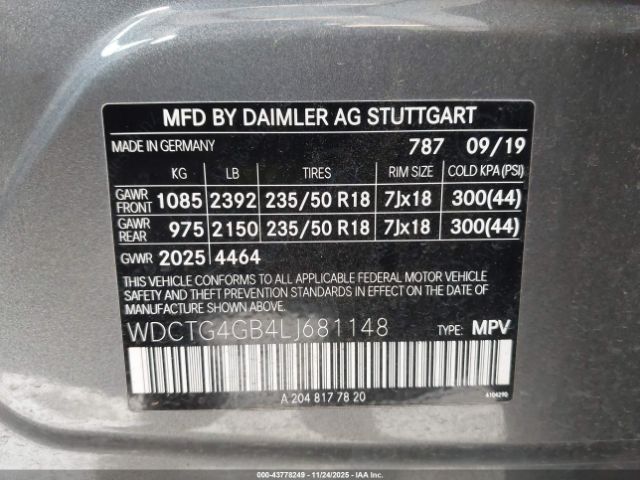 MFD BY DAIMLER AG STUTTGART
MADE IN GERMANY 787 09/19
KG LB TIRES RIM SIZE COLD KPA (PSI)
GAWR FRONT 1085 2392 235/50 R18 7Jx18 300(44)
GAWR REAR 975 2150 235/50 R18 7Jx18 300(44)
GVWR 2025 4464
THIS VEHICLE CONFORMS TO ALL APPLICABLE FEDERAL MOTOR VEHICLE
SAFETY AND THEFT PREVENTION STANDARDS IN EFFECT ON THE DATE OF
MANUFACTURE SHOWN ABOVE.
WDCTG4GB4LJ681148 TYPE: MPV
A 204 817 78 20 6104290
00-43778249 - 11/24/2025 - IAA Inc.